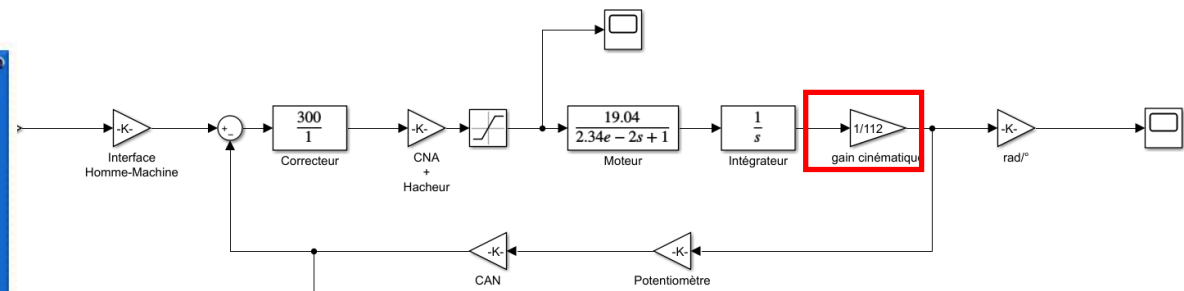 -K-
Interface
Homme-Machine
+
−
300
1
Correcteur
-K-
CNA
+
Hacheur
19.04
2.34e − 2s + 1
Moteur
1
s
Intégrateur
1/112
gain cinématique
-K-
rad/°
-K-
CAN
-K-
Potentiomètre